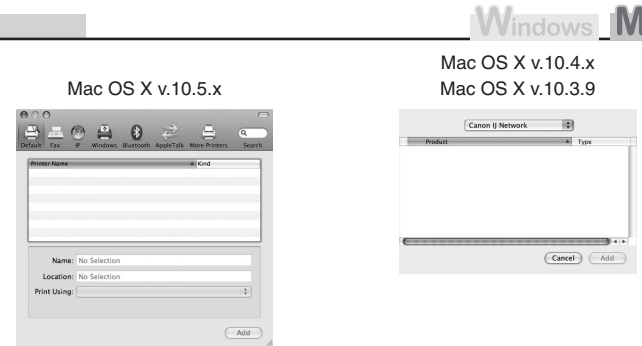 Windows M
Mac OS X v.10.5.x
Default Fax IP Windows Bluetooth AppleTalk More Printers Search
Printer Name Kind
Name: No Selection
Location: No Selection
Print Using:
Add
Mac OS X v.10.4.x
Mac OS X v.10.3.9
Canon IJ Network
Product Type
Cancel Add